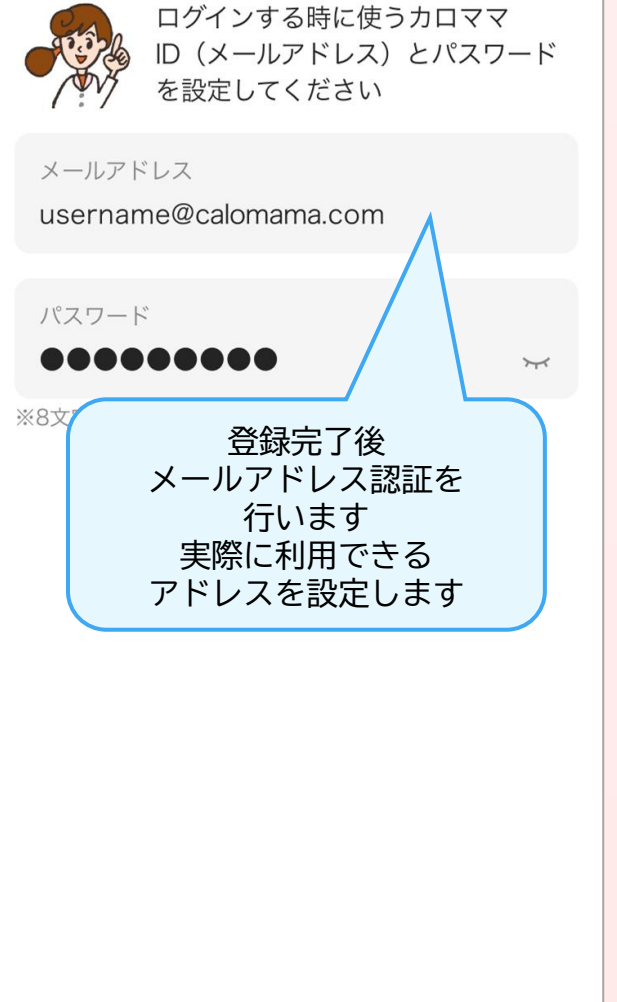 ログインする時に使うカロママ
ID（メールアドレス）とパスワード
を設定してください
メールアドレス
username@calomama.com
パスワード
●●●●●●●●●
※8文
登録完了後
メールアドレス認証を
行います
実際に利用できる
アドレスを設定します